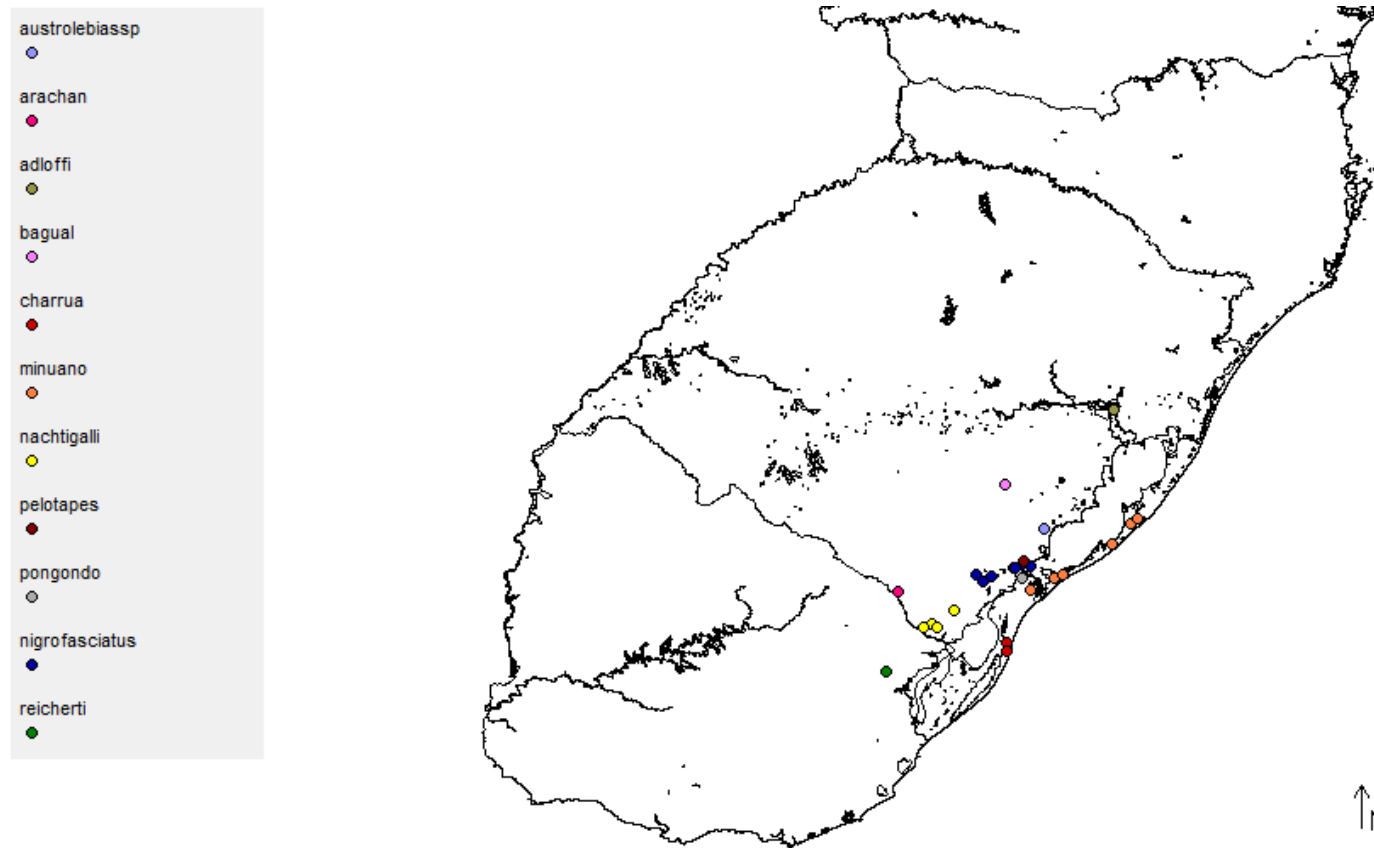 austrolebiassp
arachan
adloffi
bagual
charrua
minuano
nachtigalli
pelotapes
pongondo
nigrofasciatus
reicherti